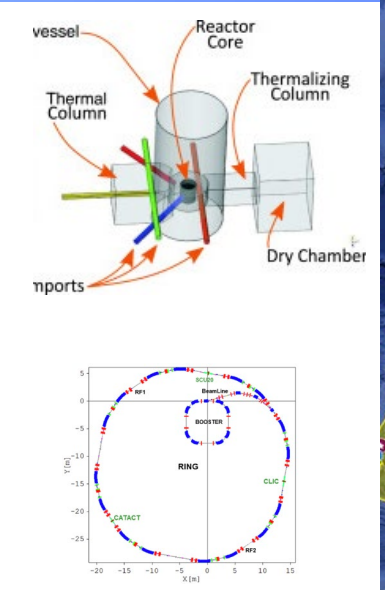 vessel
Reactor
Core
Thermalizing
Column
Thermal
Column
Dry Chamber
mports
5
0
−5
−10
−15
−20
−25
Y [m]
RF1
SCU20
BeamLine
BOOSTER
RING
CLIC
CATACT
RF2
−20 −15 −10 −5 0 5 10 15
X [m]